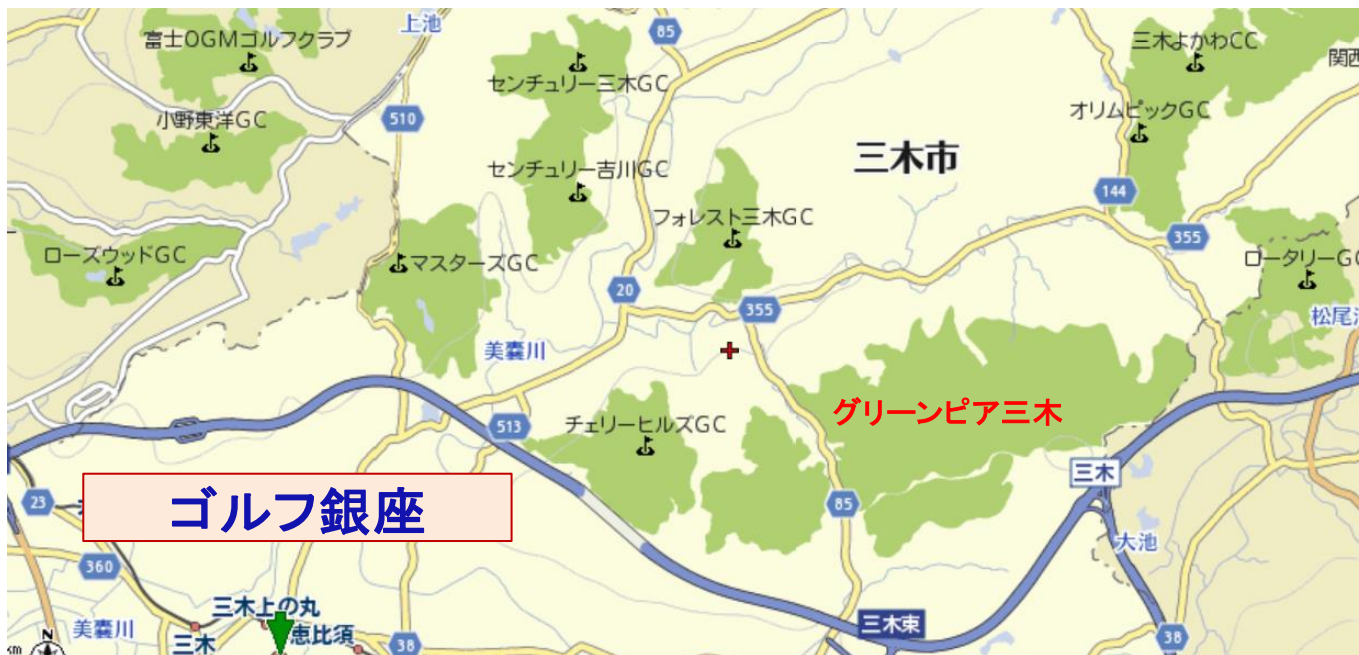 上池
85
富士OGMゴルフクラブ
三木よかわCC
関西
センチュリー三木GC
510
小野東洋GC
オリムピックGC
三木市
センチュリー吉川GC
144
フォレスト三木GC
355
ローズウッドGC
マスターズGC
ロータリーGC
20
355
松尾
美嚢川
グリーンピア三木
513
チェリーヒルズGC
三木
ゴルフ銀座
23
85
大池
360
三木上の丸
恵比須
三木東
美嚢川
三木
38
38
N
km